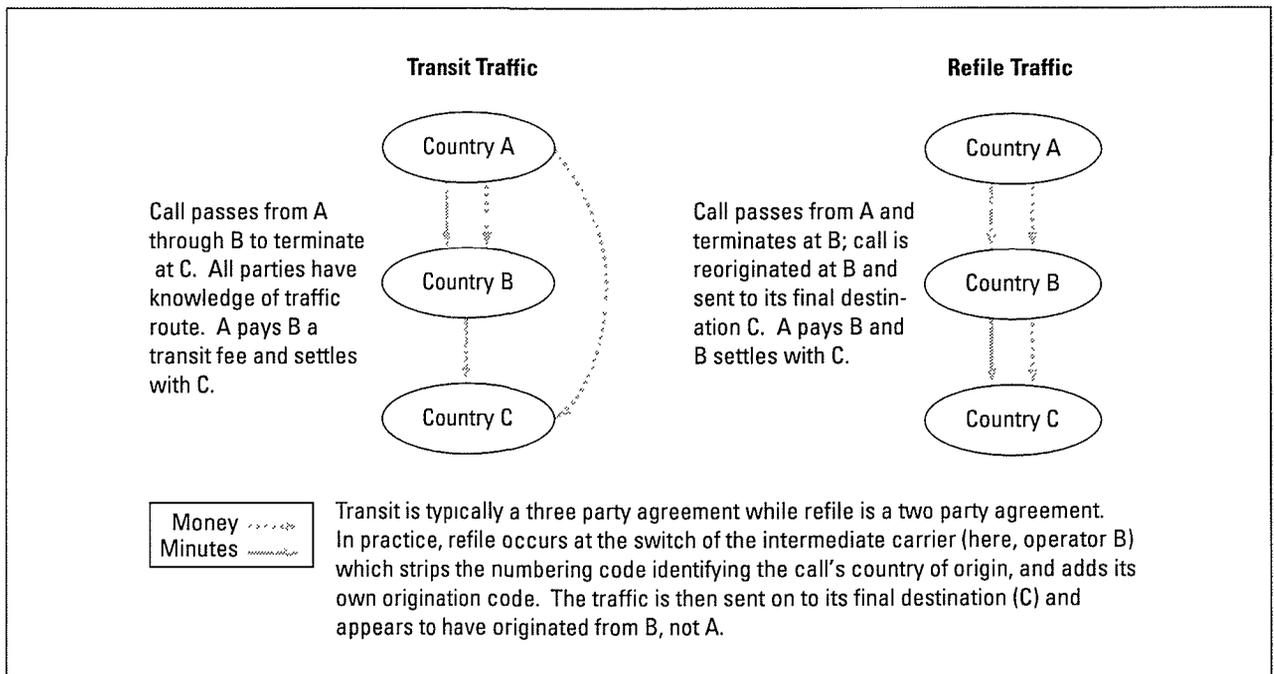 Transit Traffic
Country A
Call passes from A
through B to terminate
at C. All parties have
knowledge of traffic
route. A pays B a
transit fee and settles
with C.
Country B
Country C
Refile Traffic
Country A
Call passes from A and
terminates at B; call is
reoriginated at B and
sent to its final destin-
ation C. A pays B and
B settles with C.
Country B
Country C
Money
Minutes
Transit is typically a three party agreement while refile is a two party agreement.
In practice, refile occurs at the switch of the intermediate carrier (here, operator B)
which strips the numbering code identifying the call's country of origin, and adds its
own origination code. The traffic is then sent on to its final destination (C) and
appears to have originated from B, not A.